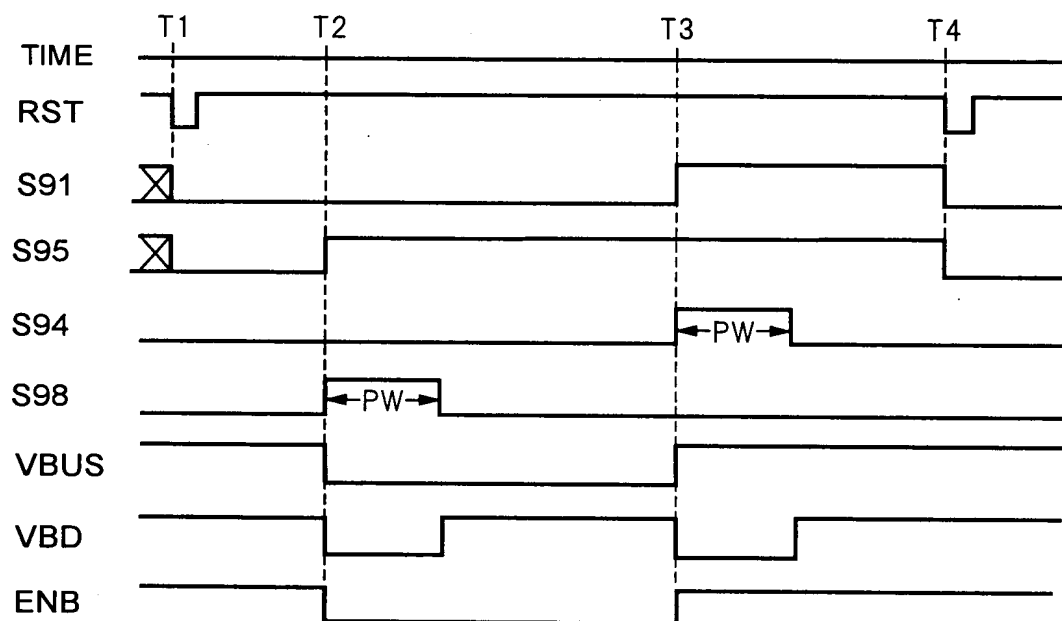 T1 T2 T3 T4
TIME
RST
S91
S95
S94 PW
S98 PW
VBUS
VBD
ENB